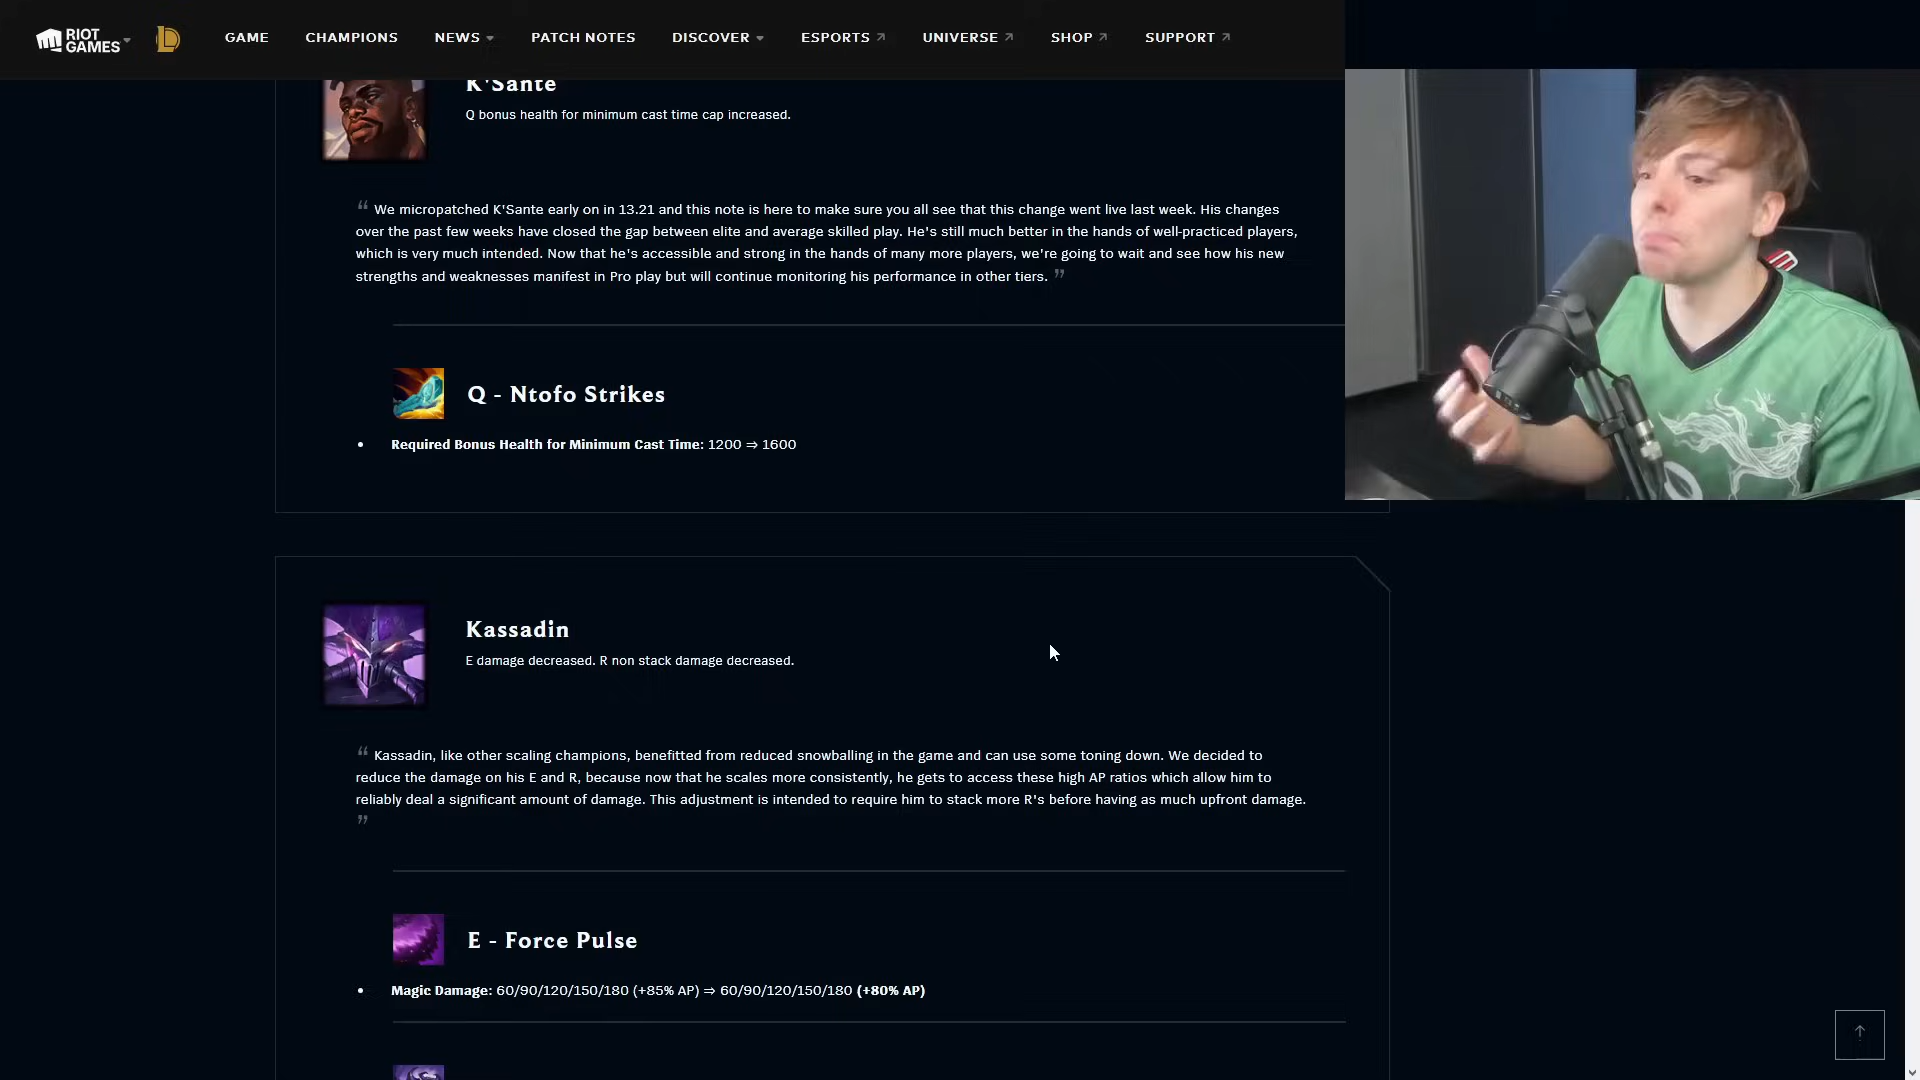 RIOT GAMES GAME CHAMPIONS NEWS PATCH NOTES DISCOVER ESPORTS UNIVERSE SHOP SUPPORT
K'Sante
Q bonus health for minimum cast time cap increased.
“ We micropatched K'Sante early on in 13.21 and this note is here to make sure you all see that this change went live last week. His changes
over the past few weeks have closed the gap between elite and average skilled play. He's still much better in the hands of well-practiced players,
which is very much intended. Now that he's accessible and strong in the hands of many more players, we're going to wait and see how his new
strengths and weaknesses manifest in Pro play but will continue monitoring his performance in other tiers. ”
Q - Ntofo Strikes
• Required Bonus Health for Minimum Cast Time: 1200 ⇒ 1600
Kassadin
E damage decreased. R non stack damage decreased.
“ Kassadin, like other scaling champions, benefitted from reduced snowballing in the game and can use some toning down. We decided to
reduce the damage on his E and R, because now that he scales more consistently, he gets to access these high AP ratios which allow him to
reliably deal a significant amount of damage. This adjustment is intended to require him to stack more R's before having as much upfront damage.
”
E - Force Pulse
• Magic Damage: 60/90/120/150/180 (+85% AP) ⇒ 60/90/120/150/180 (+80% AP)